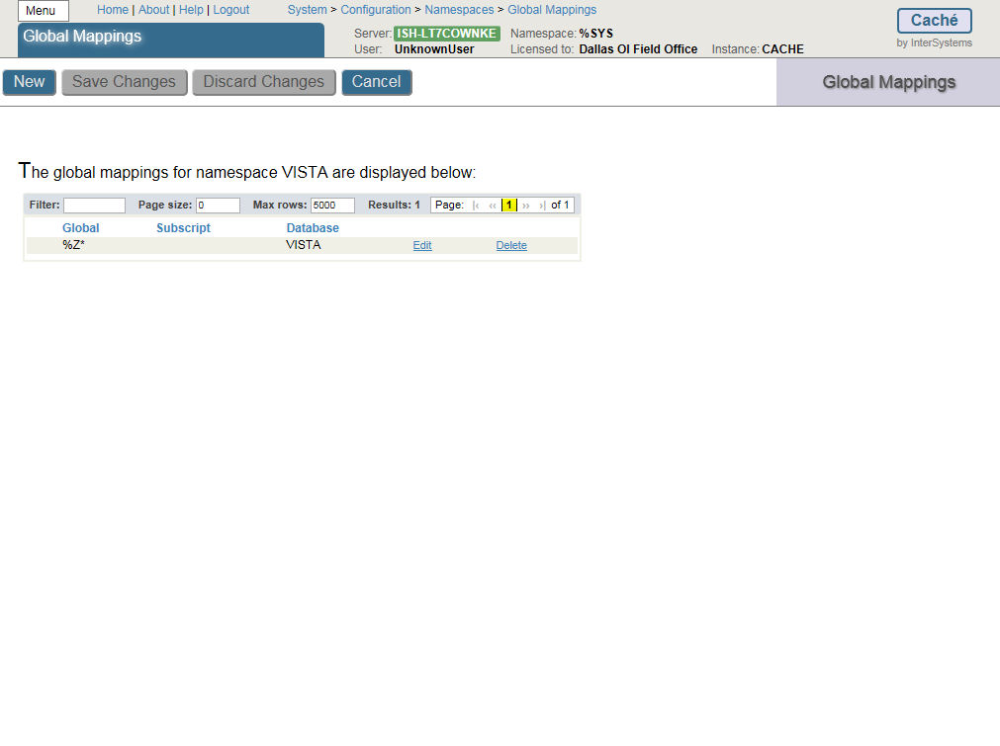 Menu Home | About | Help | Logout System > Configuration > Namespaces > Global Mappings
Global Mappings
Server: ISH-LT7COWNKE Namespace: %SYS
User: UnknownUser Licensed to: Dallas OI Field Office Instance: CACHE
Caché
by InterSystems
New Save Changes Discard Changes Cancel Global Mappings
The global mappings for namespace VISTA are displayed below:
Filter: Page size: 0 Max rows: 5000 Results: 1 Page: |‹ ‹‹ 1 ›› ›| of 1
Global Subscript Database
%Z* VISTA Edit Delete